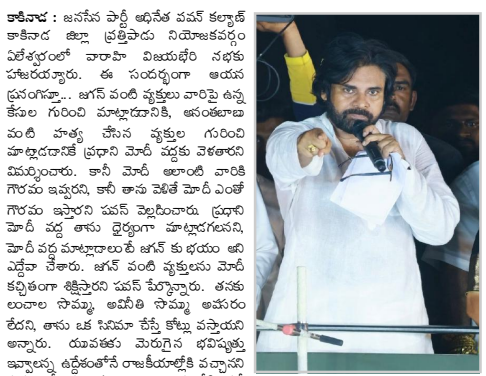 కాకినాడ : జనసేన పార్టీ అధినేత పవన్ కల్యాణ్
కాకినాడ జిల్లా ప్రత్తిపాడు నియోజకవర్గం
ఏలేశ్వరంలో వారాహి విజయభేరి సభకు
హాజరయ్యారు. ఈ సందర్భంగా ఆయన
ప్రసంగిస్తూ... జగన్ వంటి వ్యక్తులు వారిపై ఉన్న
కేసుల గురించి మాట్లాడడానికి, అనంతబాబు
వంటి హత్య చేసిన వ్యక్తుల గురించి
మాట్లాడడానికే ప్రధాని మోదీ వద్దకు వెళతారని
విమర్శించారు. కానీ మోదీ అలాంటి వారికి
గౌరవం ఇవ్వరని, కానీ తాను వెళితే మోదీ ఎంతో
గౌరవం ఇస్తారని పవన్ వెల్లడించారు. ప్రధాని
మోదీ వద్ద తాను ధైర్యంగా మాట్లాడగలనని,
మోదీ వద్ద మాట్లాడాలంటే జగన్ కు భయం అని
ఎద్దేవా చేశారు. జగన్ వంటి వ్యక్తులను మోదీ
కచ్చితంగా శిక్షిస్తారని పవన్ పేర్కొన్నారు. తనకు
లంచాల సొమ్ము, అవినీతి సొమ్ము అవసరం
లేదని, తాను ఒక సినిమా చేస్తే కోట్లు వస్తాయని
అన్నారు. యువతకు మెరుగైన భవిష్యత్తు
ఇవ్వాలన్న ఉద్దేశంతోనే రాజకీయాల్లోకి వచ్చానని